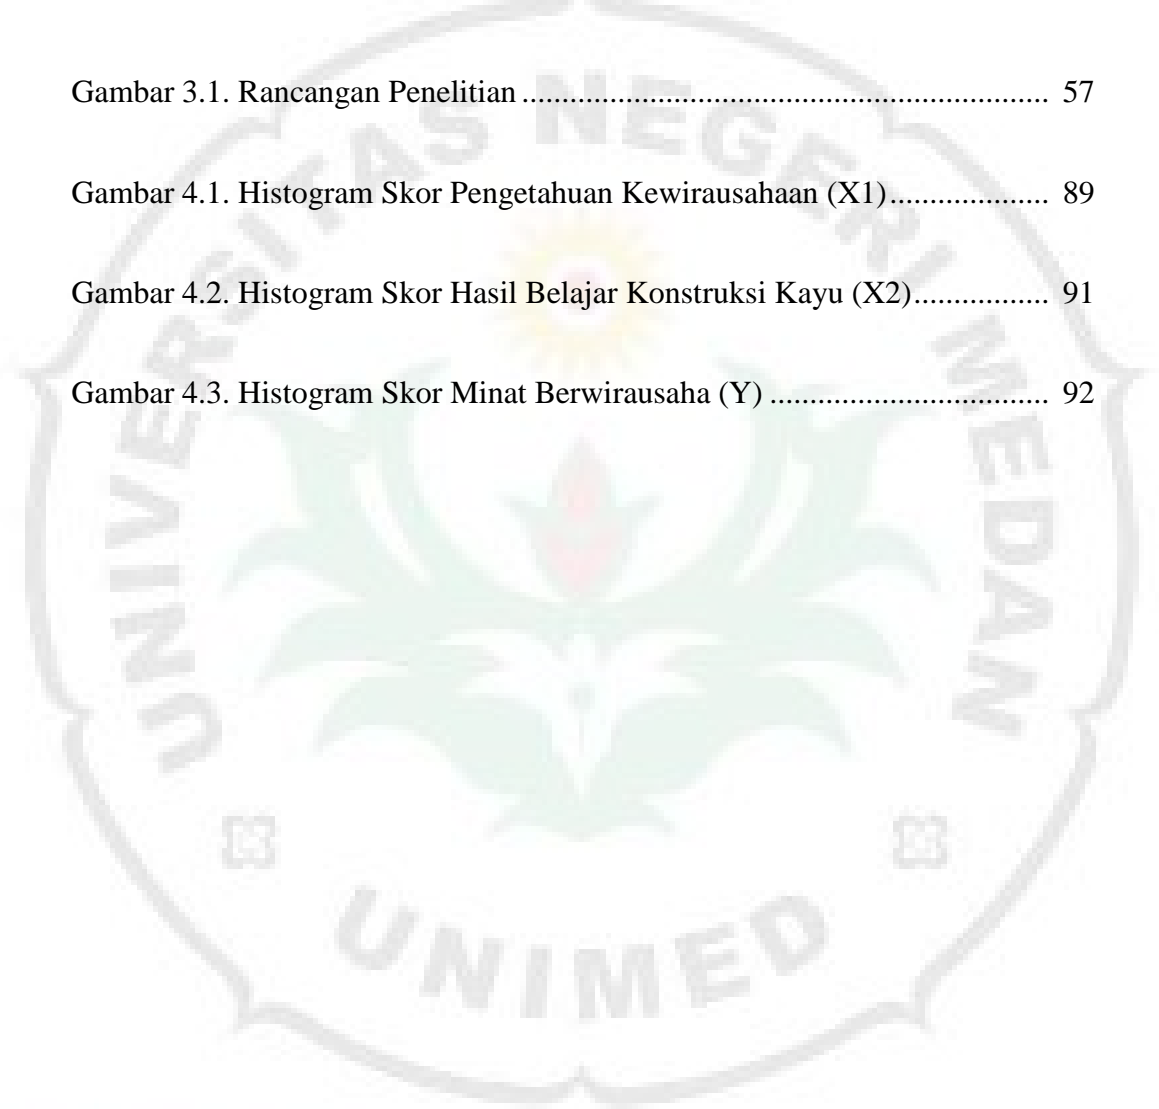 Gambar 3.1. Rancangan Penelitian ................................................................. 57
Gambar 4.1. Histogram Skor Pengetahuan Kewirausahaan (X1)................... 89
Gambar 4.2. Histogram Skor Hasil Belajar Konstruksi Kayu (X2)................. 91
Gambar 4.3. Histogram Skor Minat Berwirausaha (Y) .................................. 92
UNIVERSITAS NEGERI MEDAN
UNIMED